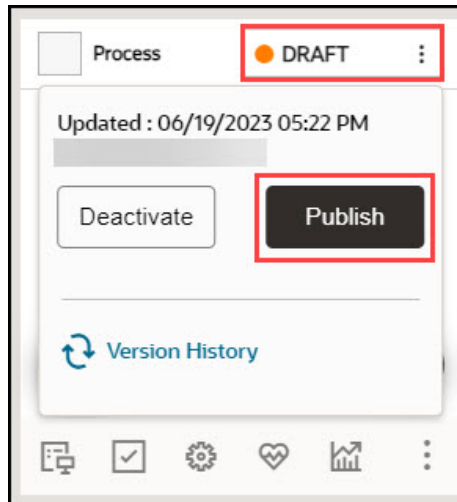 Process DRAFT
Updated : 06/19/2023 05:22 PM
Deactivate Publish
Version History